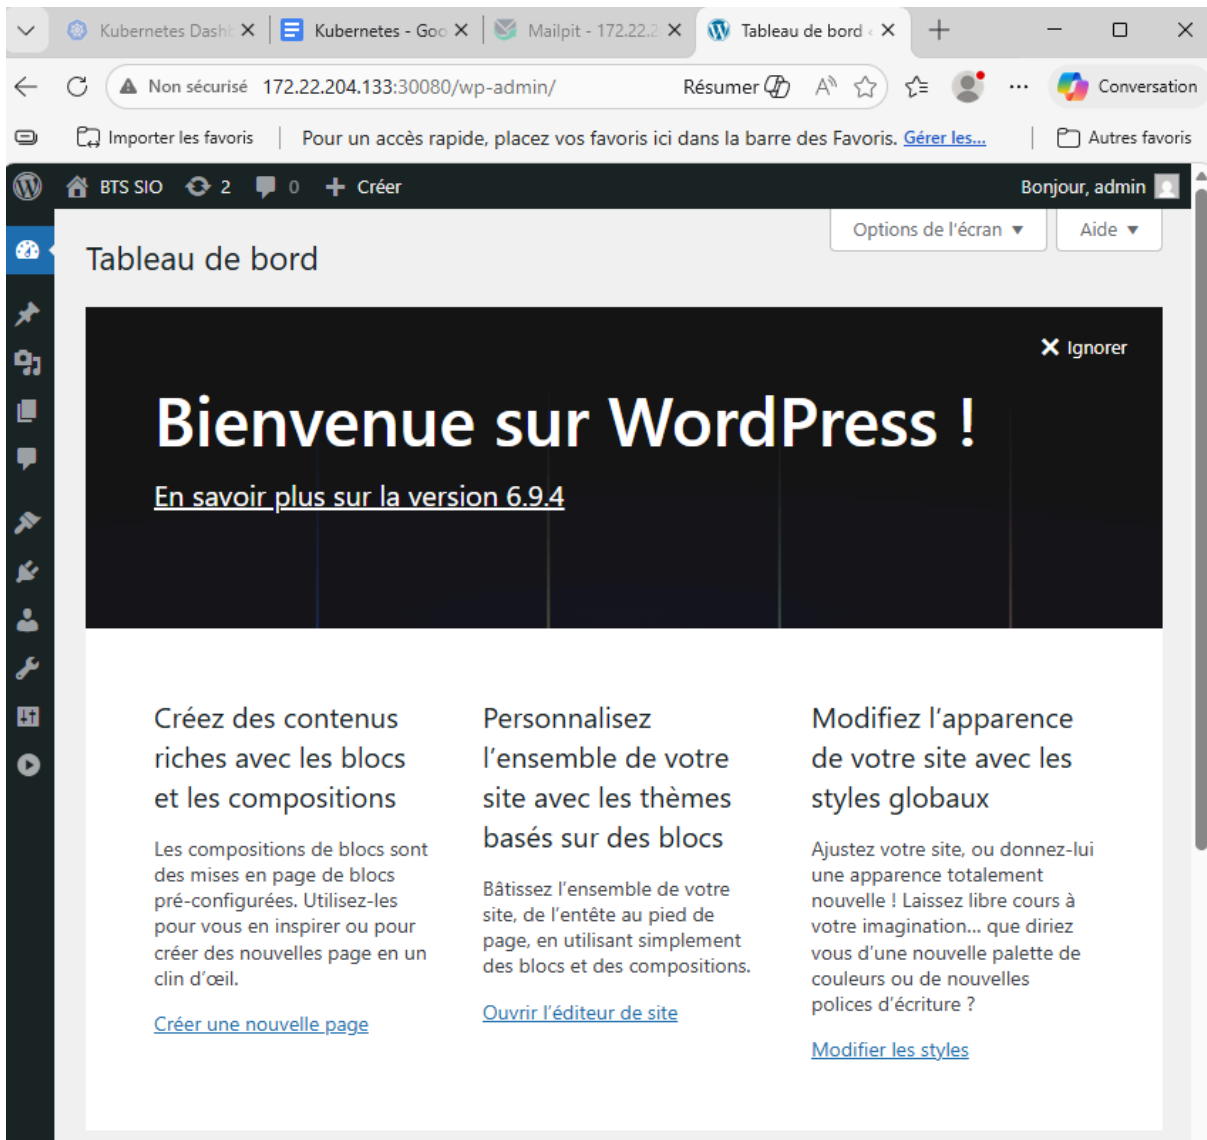 Kubernetes Dash
Kubernetes - Goo
Mailpit - 172.22.2
Tableau de bord ‹
Non sécurisé 172.22.204.133:30080/wp-admin/
Résumer
Conversation
Importer les favoris
Pour un accès rapide, placez vos favoris ici dans la barre des Favoris. Gérer les...
Autres favoris
BTS SIO
2
0
Créer
Bonjour, admin
Options de l'écran ▼
Aide ▼
Tableau de bord
Ignorer
Bienvenue sur WordPress !
En savoir plus sur la version 6.9.4
Créez des contenus
riches avec les blocs
et les compositions
Les compositions de blocs sont
des mises en page de blocs
pré-configurées. Utilisez-les
pour vous en inspirer ou pour
créer des nouvelles page en un
clin d’œil.
Créer une nouvelle page
Personnalisez
l’ensemble de votre
site avec les thèmes
basés sur des blocs
Bâtissez l’ensemble de votre
site, de l’entête au pied de
page, en utilisant simplement
des blocs et des compositions.
Ouvrir l’éditeur de site
Modifiez l’apparence
de votre site avec les
styles globaux
Ajustez votre site, ou donnez-lui
une apparence totalement
nouvelle ! Laissez libre cours à
votre imagination... que diriez
vous d’une nouvelle palette de
couleurs ou de nouvelles
polices d’écriture ?
Modifier les styles